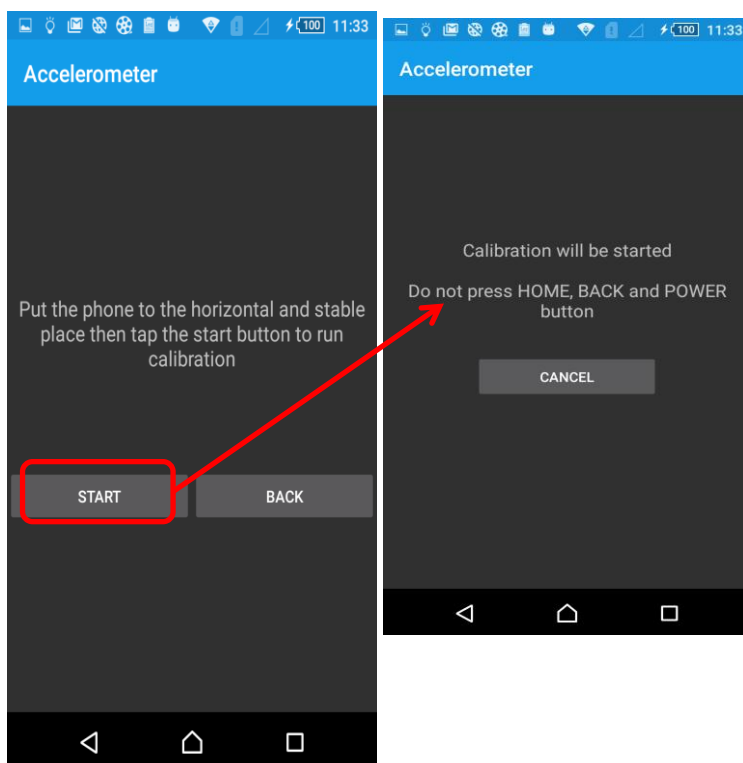 100 11:33
Accelerometer
Put the phone to the horizontal and stable
place then tap the start button to run
calibration
START
BACK
100 11:33
Accelerometer
Calibration will be started
Do not press HOME, BACK and POWER
button
CANCEL